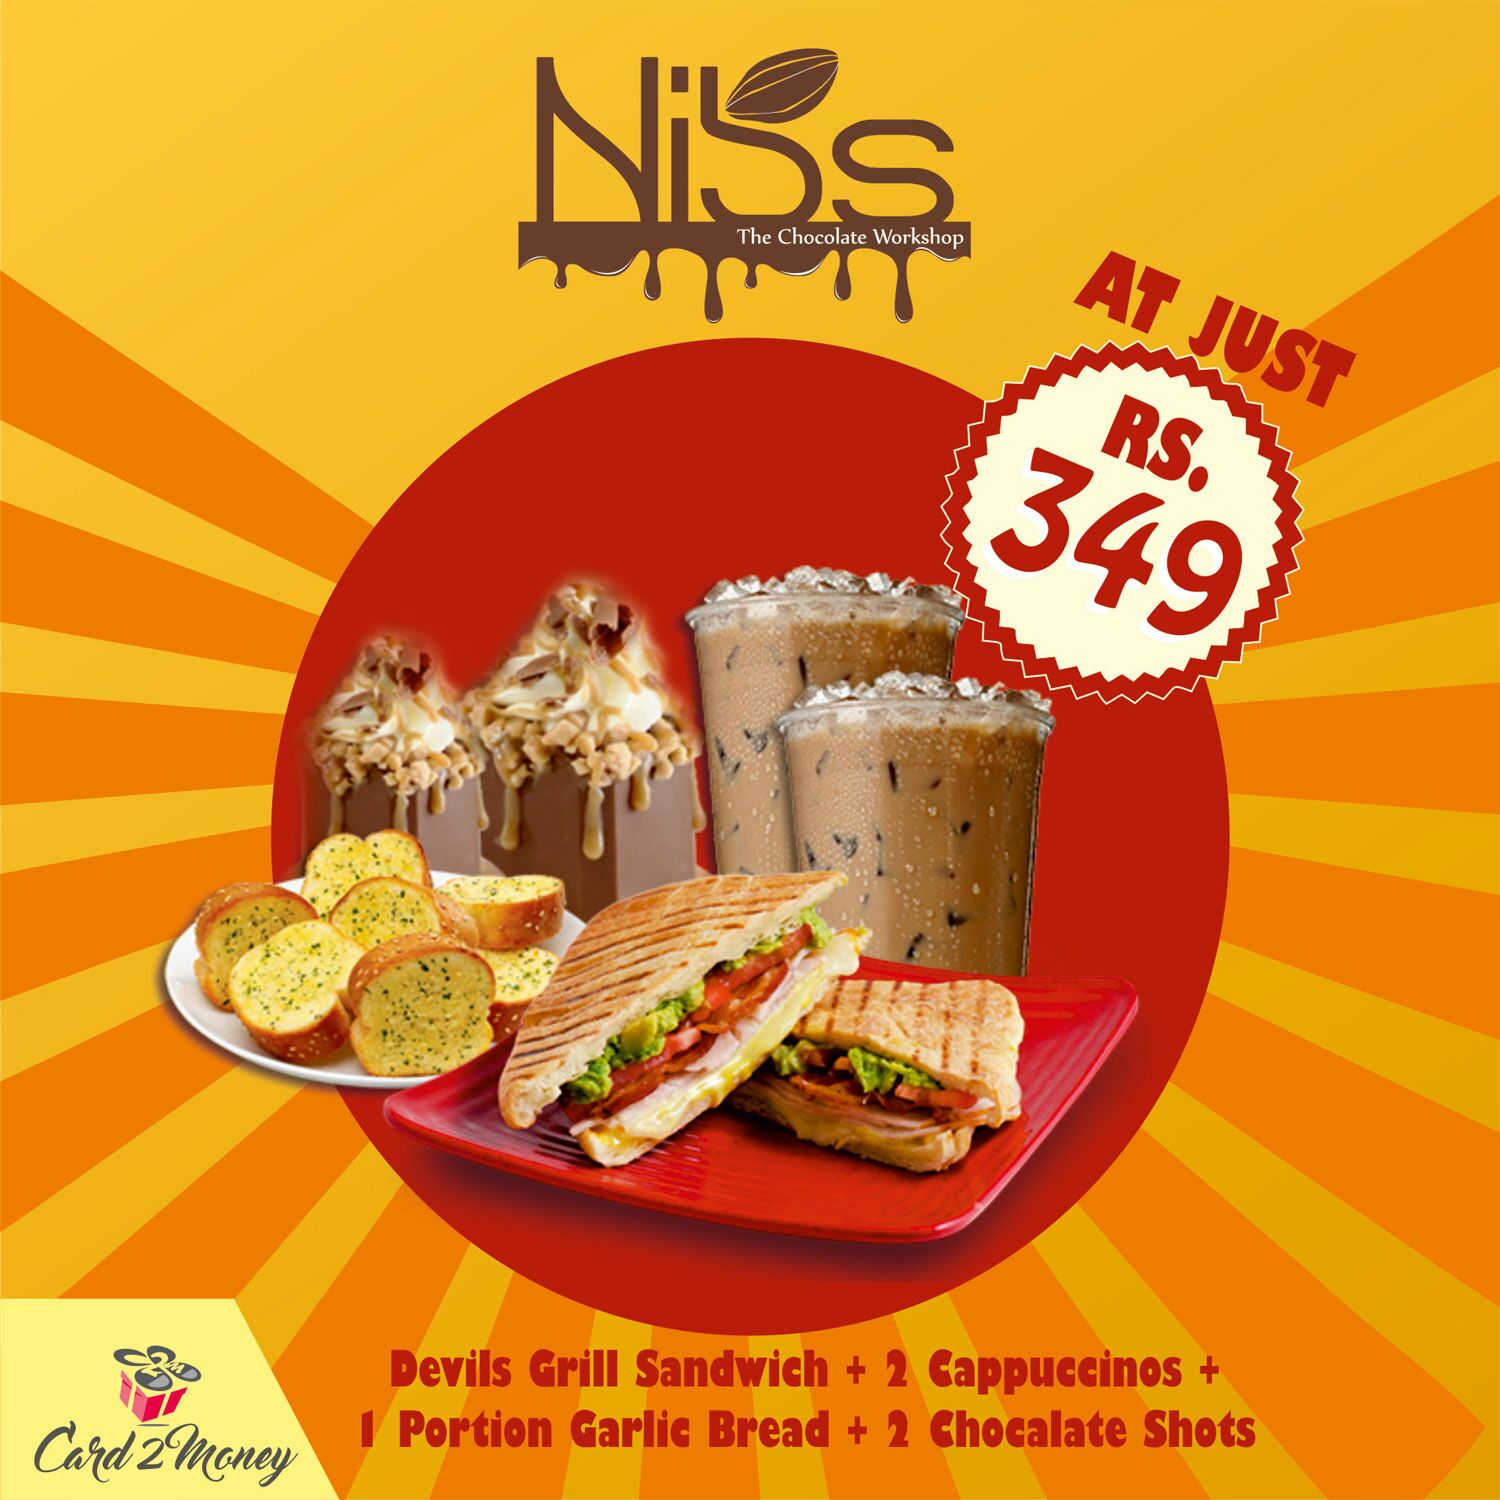 Nibs
The Chocolate Workshop
AT JUST
RS.
349
C2M
Card 2 Money
Devils Grill Sandwich + 2 Cappuccinos +
1 Portion Garlic Bread + 2 Chocalate Shots